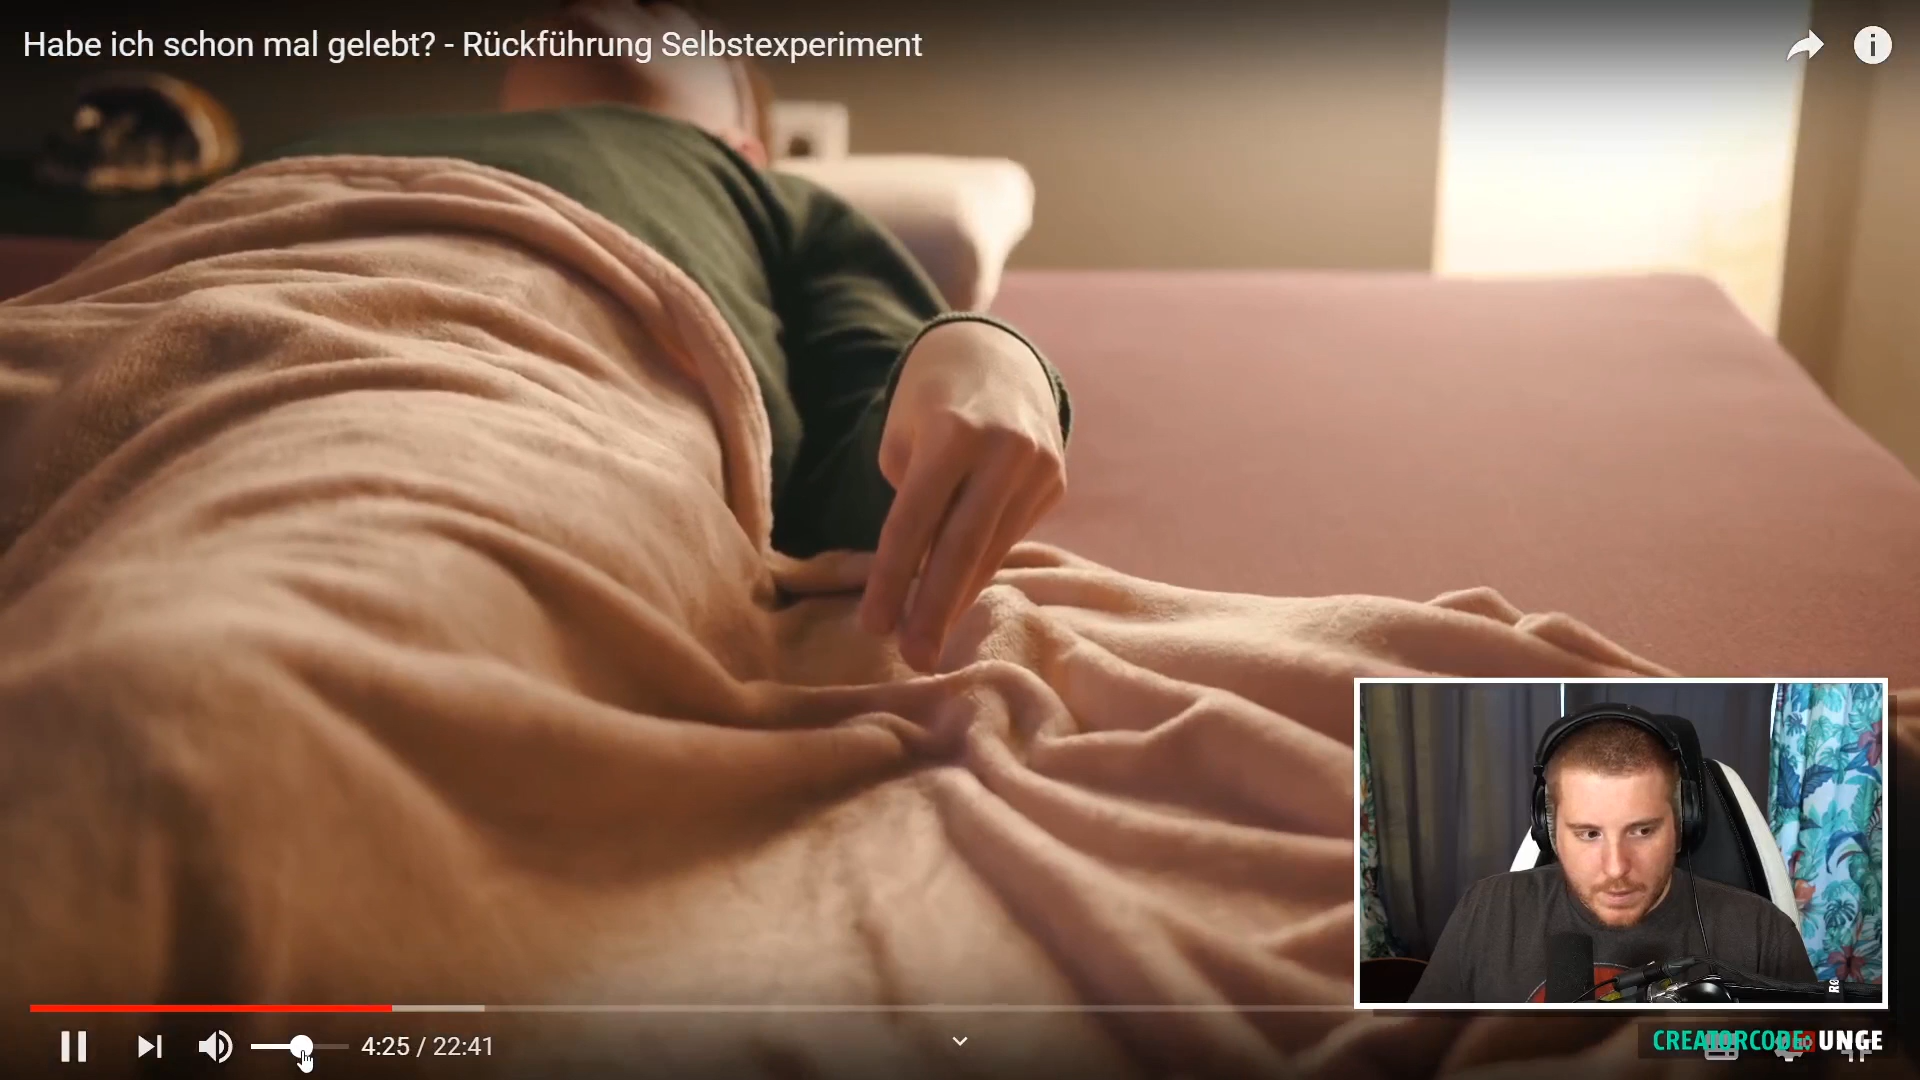 Habe ich schon mal gelebt? - Rückführung Selbstexperiment
4:25 / 22:41
CREATORCODE: UNGE